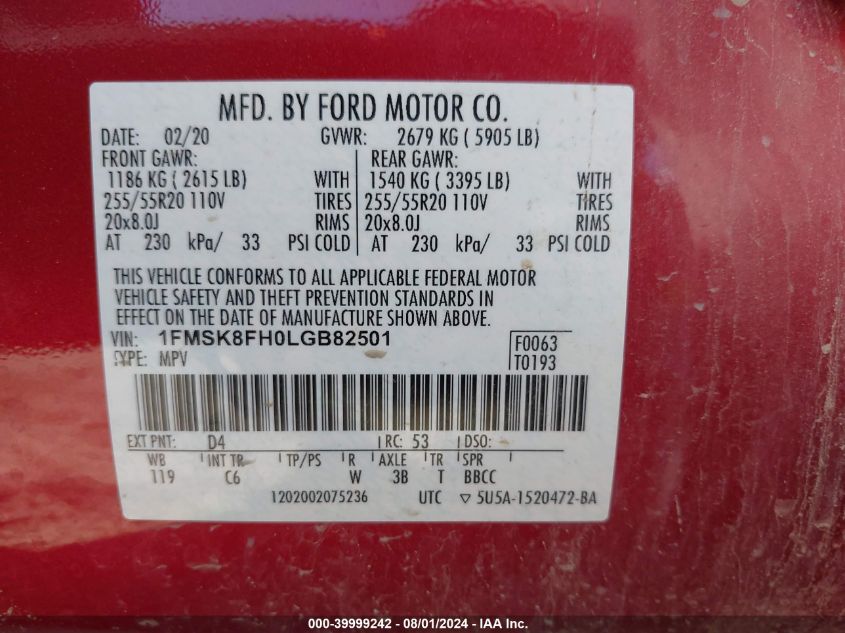 MFD. BY FORD MOTOR CO.
DATE: 02/20 GVWR: 2679 KG ( 5905 LB)
FRONT GAWR: REAR GAWR:
1186 KG ( 2615 LB) WITH 1540 KG ( 3395 LB) WITH
255/55R20 110V TIRES 255/55R20 110V TIRES
20x8.0J RIMS 20x8.0J RIMS
AT 230 kPa/ 33 PSI COLD AT 230 kPa/ 33 PSI COLD
THIS VEHICLE CONFORMS TO ALL APPLICABLE FEDERAL MOTOR
VEHICLE SAFETY AND THEFT PREVENTION STANDARDS IN
EFFECT ON THE DATE OF MANUFACTURE SHOWN ABOVE.
VIN: 1FMSK8FH0LGB82501 F0063
TYPE: MPV T0193
EXT PNT: D4 RC: 53 DSO:
WB INT TR TP/PS R AXLE TR SPR
119 C6 W 3B T BBCC
1202002075236 UTC ▽ 5U5A-1520472-BA
000-39999242 - 08/01/2024 - IAA Inc.